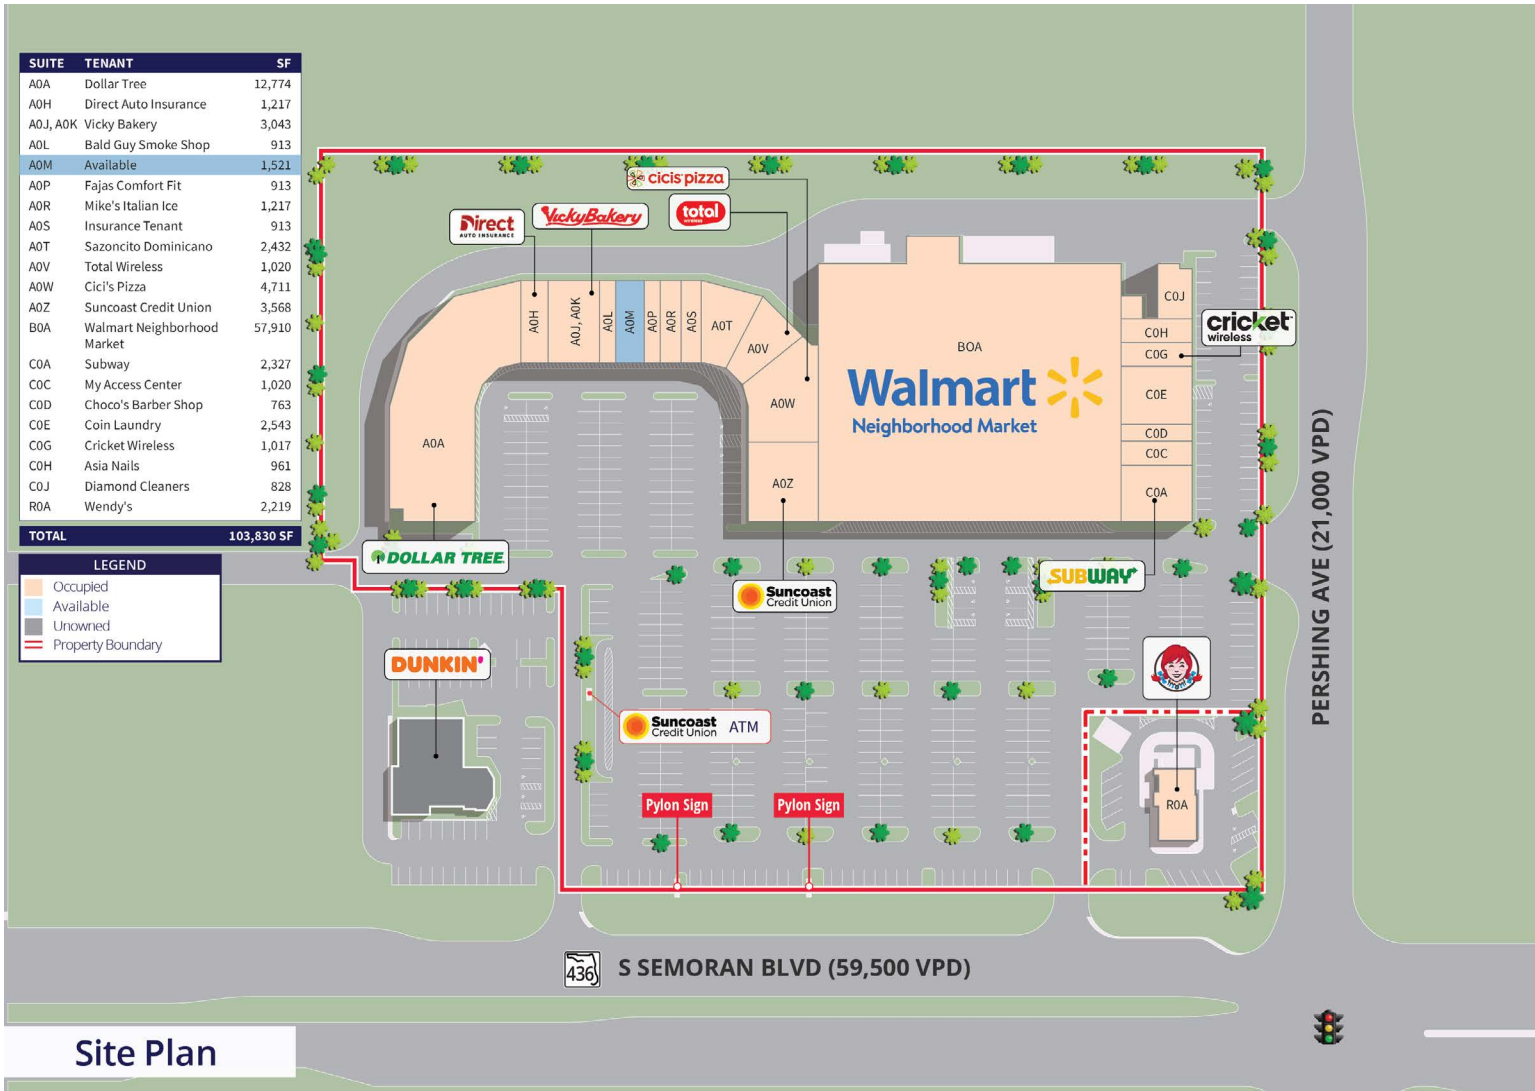 SUITE TENANT SF
A0A Dollar Tree 12,774
A0H Direct Auto Insurance 1,217
A0J, A0K Vicky Bakery 3,043
A0L Bald Guy Smoke Shop 913
A0M Available 1,521
A0P Fajas Comfort Fit 913
A0R Mike's Italian Ice 1,217
A0S Insurance Tenant 913
A0T Sazoncito Dominicano 2,432
A0V Total Wireless 1,020
A0W Cici's Pizza 4,711
A0Z Suncoast Credit Union 3,568
B0A Walmart Neighborhood 57,910
Market
C0A Subway 2,327
C0C My Access Center 1,020
C0D Choco's Barber Shop 763
C0E Coin Laundry 2,543
C0G Cricket Wireless 1,017
C0H Asia Nails 961
C0J Diamond Cleaners 828
R0A Wendy's 2,219
TOTAL 103,830 SF
LEGEND
Occupied
Available
Unowned
Property Boundary
cicis pizza
total
wireless
VickyBakery
Direct
AUTO INSURANCE
A0H
A0J, A0K
A0L
A0M
A0P
A0R
A0S
A0T
A0V
A0W
A0Z
A0A
BOA
Walmart
Neighborhood Market
C0J
C0H
C0G
C0E
C0D
C0C
C0A
cricket
wireless
DOLLAR TREE
Suncoast
Credit Union
SUBWAY
DUNKIN'
Suncoast
Credit Union
ATM
Pylon Sign
Pylon Sign
R0A
PERSHING AVE (21,000 VPD)
436
S SEMORAN BLVD (59,500 VPD)
Site Plan